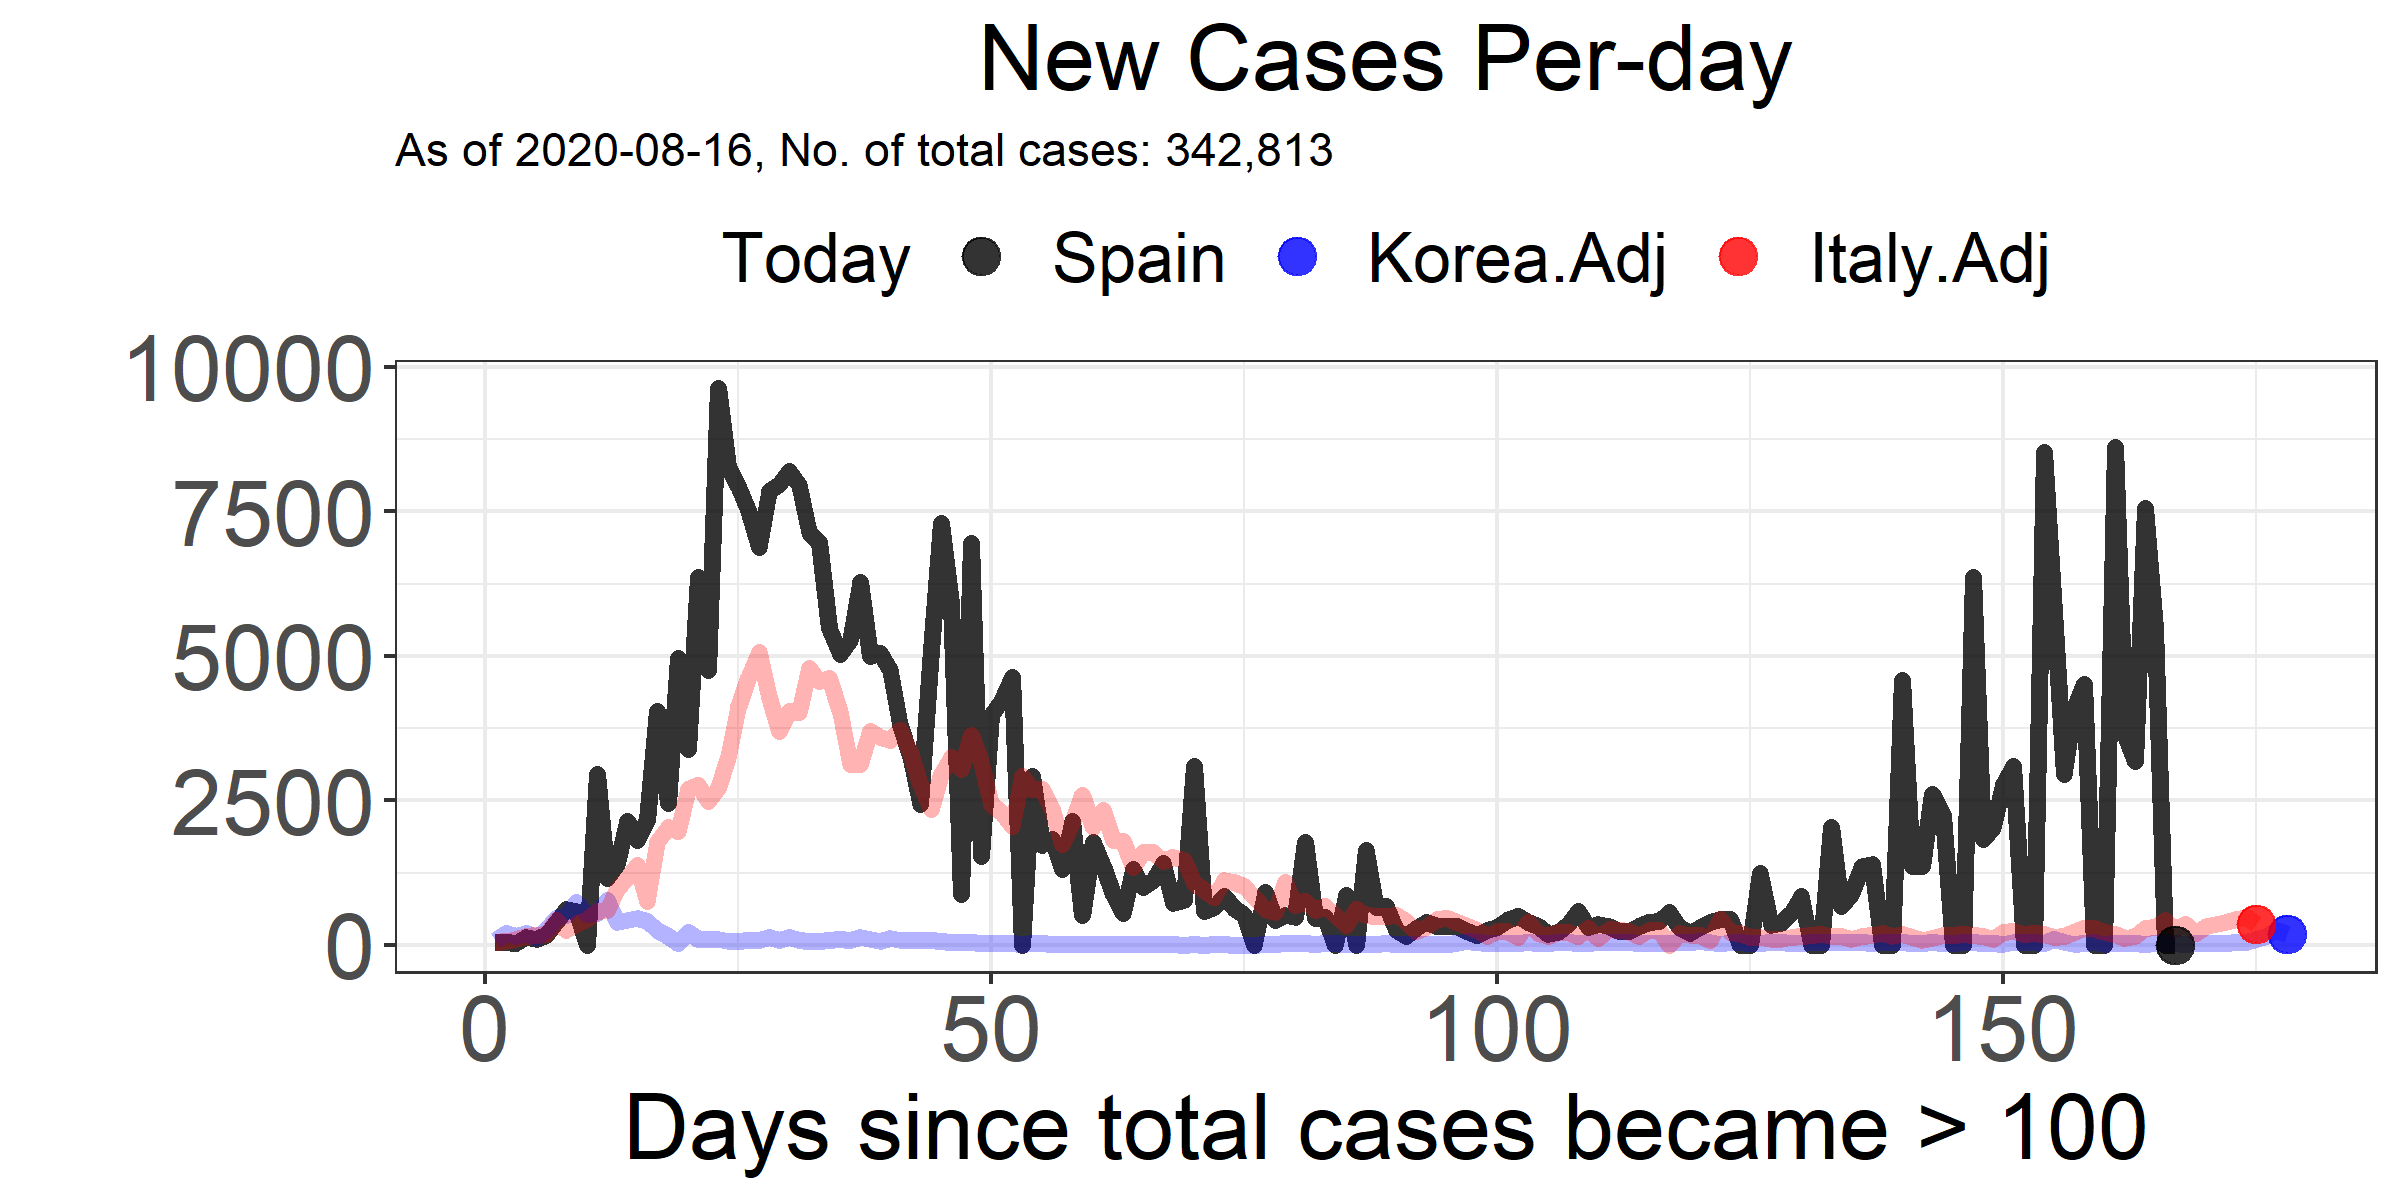 New Cases Per-day
As of 2020-08-16, No. of total cases: 342,813
Today Spain Korea.Adj Italy.Adj
10000
7500
5000
2500
0
0 50 100 150
Days since total cases became > 100